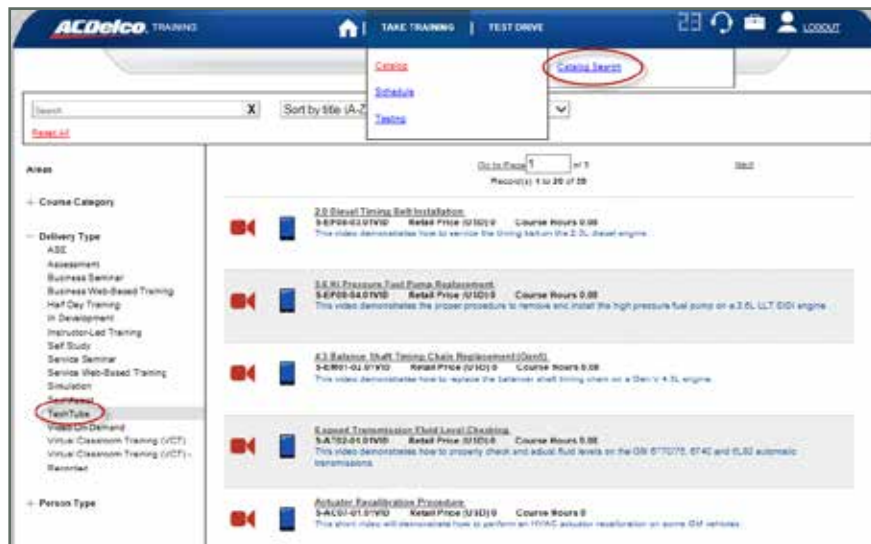 ACDelco TRAINING
TAKE TRAINING | TEST DRIVE
23
LOGOUT
Catalog
Catalog Search
Schedule
Testing
Search X
Sort by title (A-Z
Reset All
Go to Page 1 of
Next
Record(s) 1 to 20 of
Areas
+ Course Category
− Delivery Type
ASE
Assessment
Business Seminar
Business Web-Based Training
Half Day Training
In Development
Instructor-Led Training
Self Study
Service Seminar
Service Web-Based Training
Simulation
TechTube
Video On Demand
Virtual Classroom Training (VCT)
Virtual Classroom Training (VCT) -
Recorded
+ Person Type
2.0 Diesel Timing Belt Installation
Retail Price (USD) 0 Course Hours 0.08
This video demonstrates how to service the timing belt on the 2.0L diesel engine.
3.6 Hi Pressure Fuel Pump Replacement
Retail Price (USD) 0 Course Hours 0.08
This video demonstrates the proper procedure to remove and install the high pressure fuel pump on a 3.6L LLT SIDI engine.
4.3 Balance Shaft Timing Chain Replacement (Gen5)
Retail Price (USD) 0 Course Hours 0.08
This video demonstrates how to replace the balancer shaft timing chain on a Gen V 4.3L engine.
Transmission Fluid Level Checking
Retail Price (USD) 0 Course Hours 0.08
This video demonstrates how to properly check and adjust fluid levels on the GM 6T40 and 6L80 automatic
transmissions.
Actuator Recalibration Procedure
Retail Price (USD) 0 Course Hours 0
This short video will demonstrate how to perform an HVAC actuator recalibration on some GM vehicles.